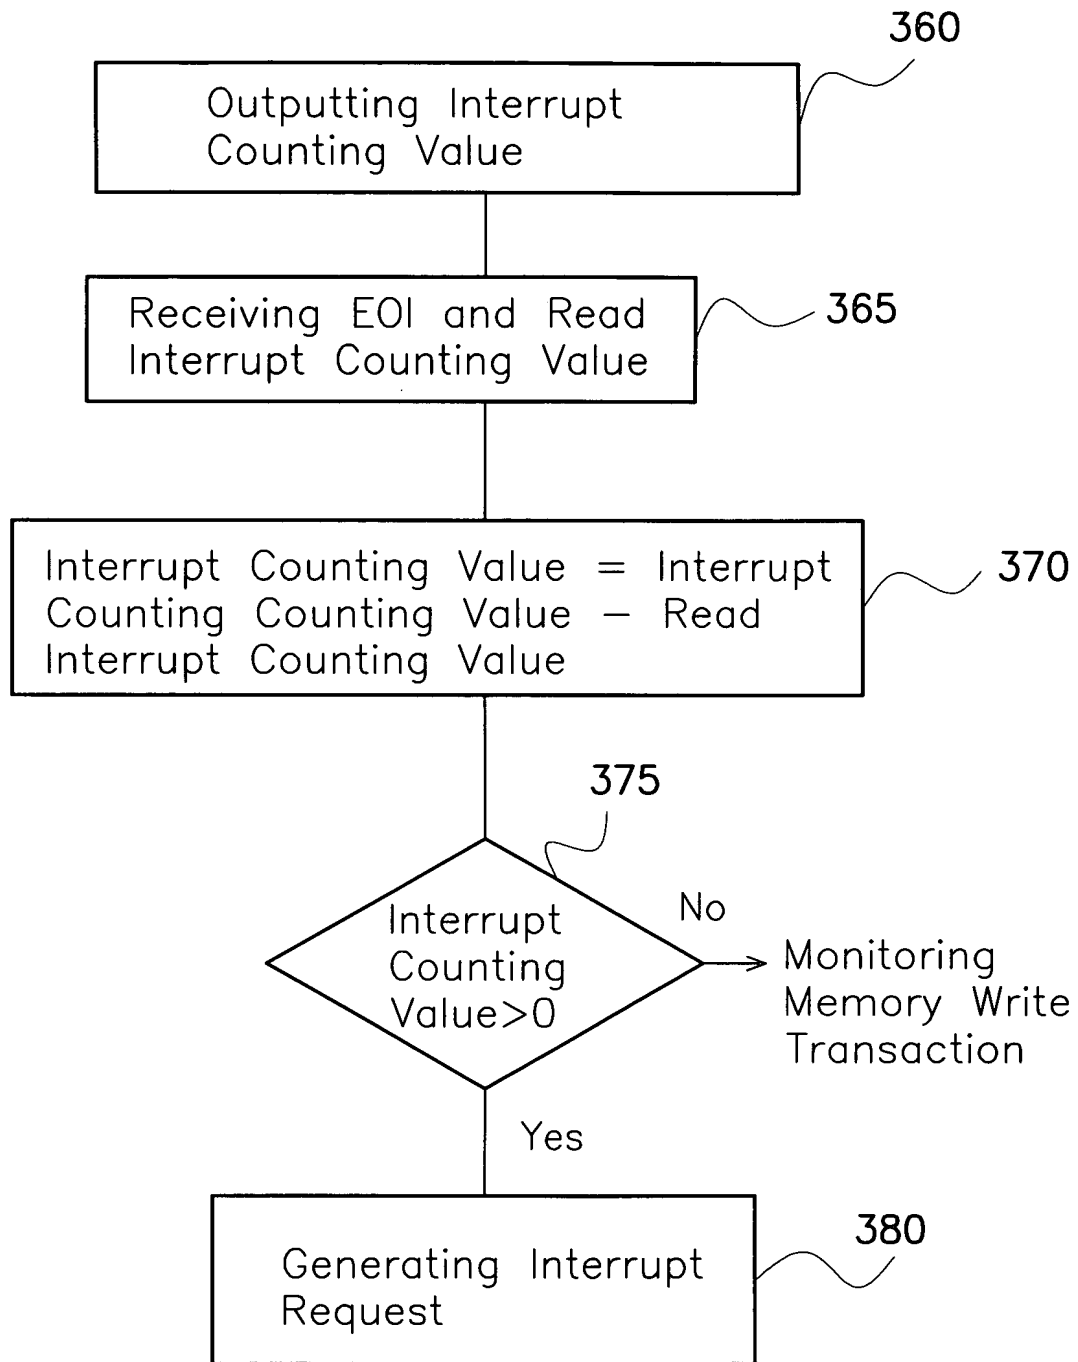 360
Outputting Interrupt
Counting Value
Receiving EOI and Read
Interrupt Counting Value
365
Interrupt Counting Value = Interrupt
Counting Counting Value - Read
Interrupt Counting Value
370
375
Interrupt
Counting
Value>0
No
Monitoring
Memory Write
Transaction
Yes
380
Generating Interrupt
Request